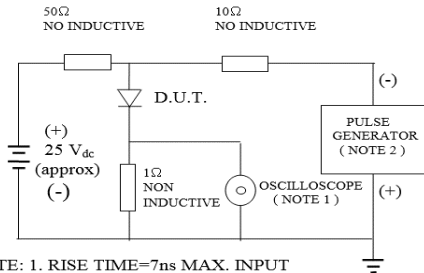 50Ω
NO INDUCTIVE
10Ω
NO INDUCTIVE
(-)
D.U.T.
PULSE
GENERATOR
( NOTE 2 )
(+)
25 Vdc
(approx)
(-)
1Ω
NON
INDUCTIVE
OSCILLOSCOPE
( NOTE 1 )
(+)
TE: 1. RISE TIME=7ns MAX. INPUT